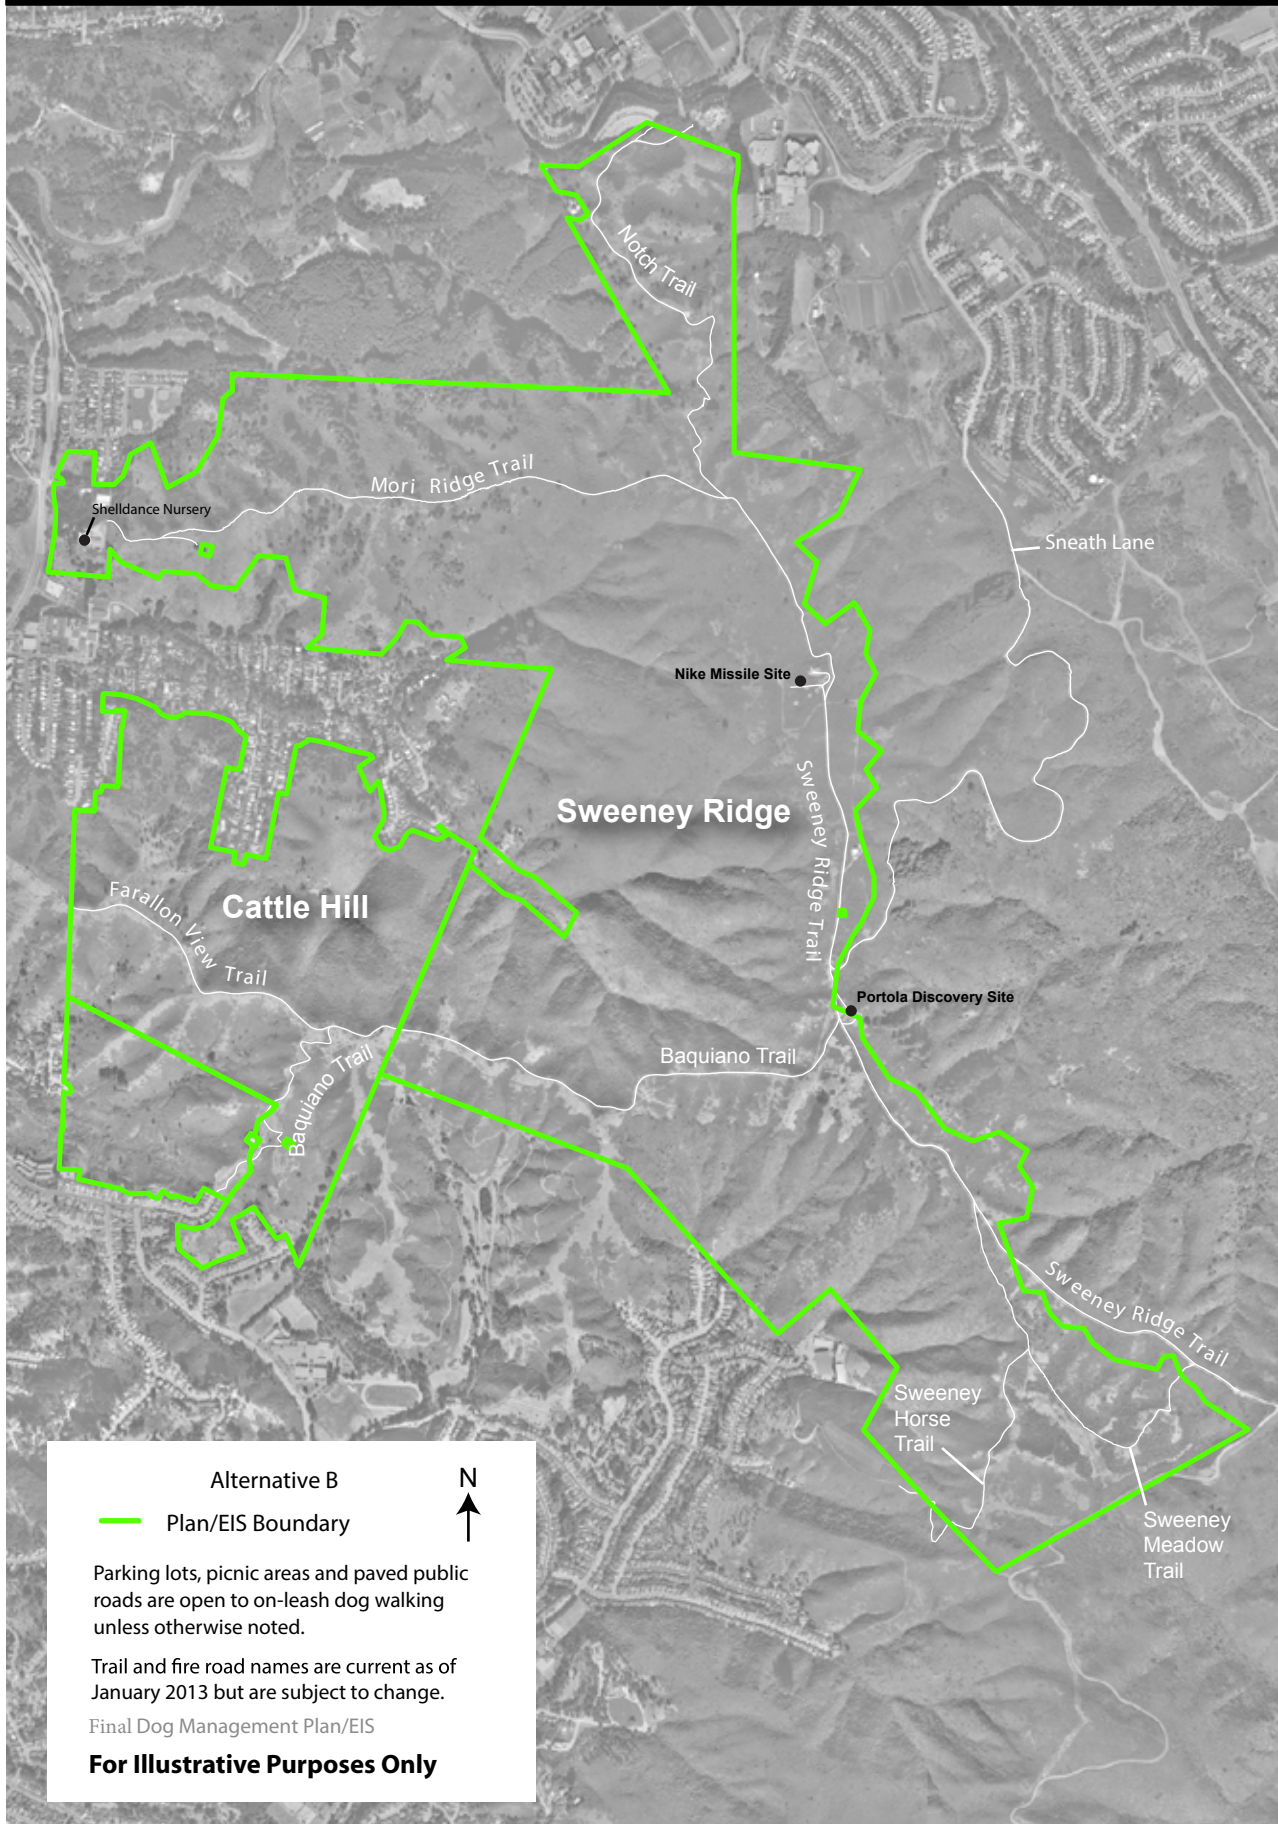 Notch Trail
Mori Ridge Trail
Shelldance Nursery
Sneath Lane
Nike Missile Site
Sweeney Ridge Trail
Sweeney Ridge
Cattle Hill
Farallon View Trail
Portola Discovery Site
Baquiano Trail
Baquiano Trail
Sweeney Ridge Trail
Sweeney
Horse
Trail
Sweeney
Meadow
Trail
Alternative B
N
Plan/EIS Boundary
Parking lots, picnic areas and paved public
roads are open to on-leash dog walking
unless otherwise noted.
Trail and fire road names are current as of
January 2013 but are subject to change.
Final Dog Management Plan/EIS
For Illustrative Purposes Only